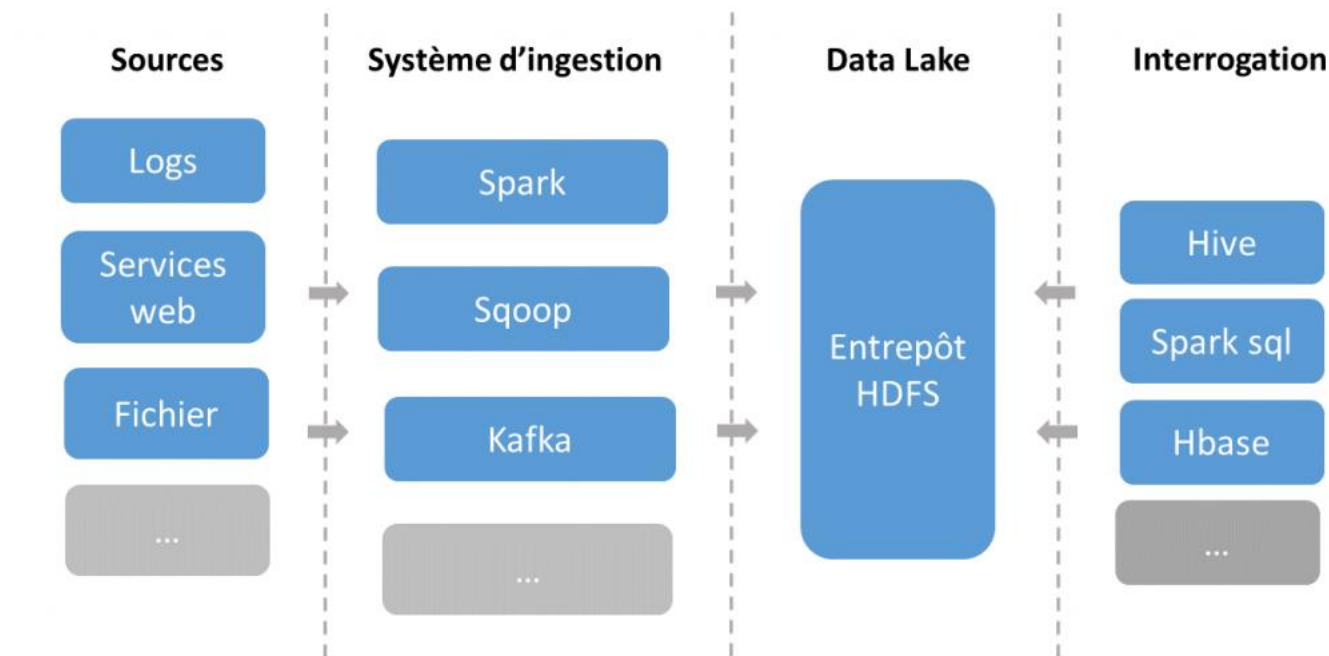 Sources
Logs
Services
web
Fichier
...
Système d'ingestion
Spark
Sqoop
Kafka
...
Data Lake
Entrepôt
HDFS
Interrogation
Hive
Spark sql
Hbase
...